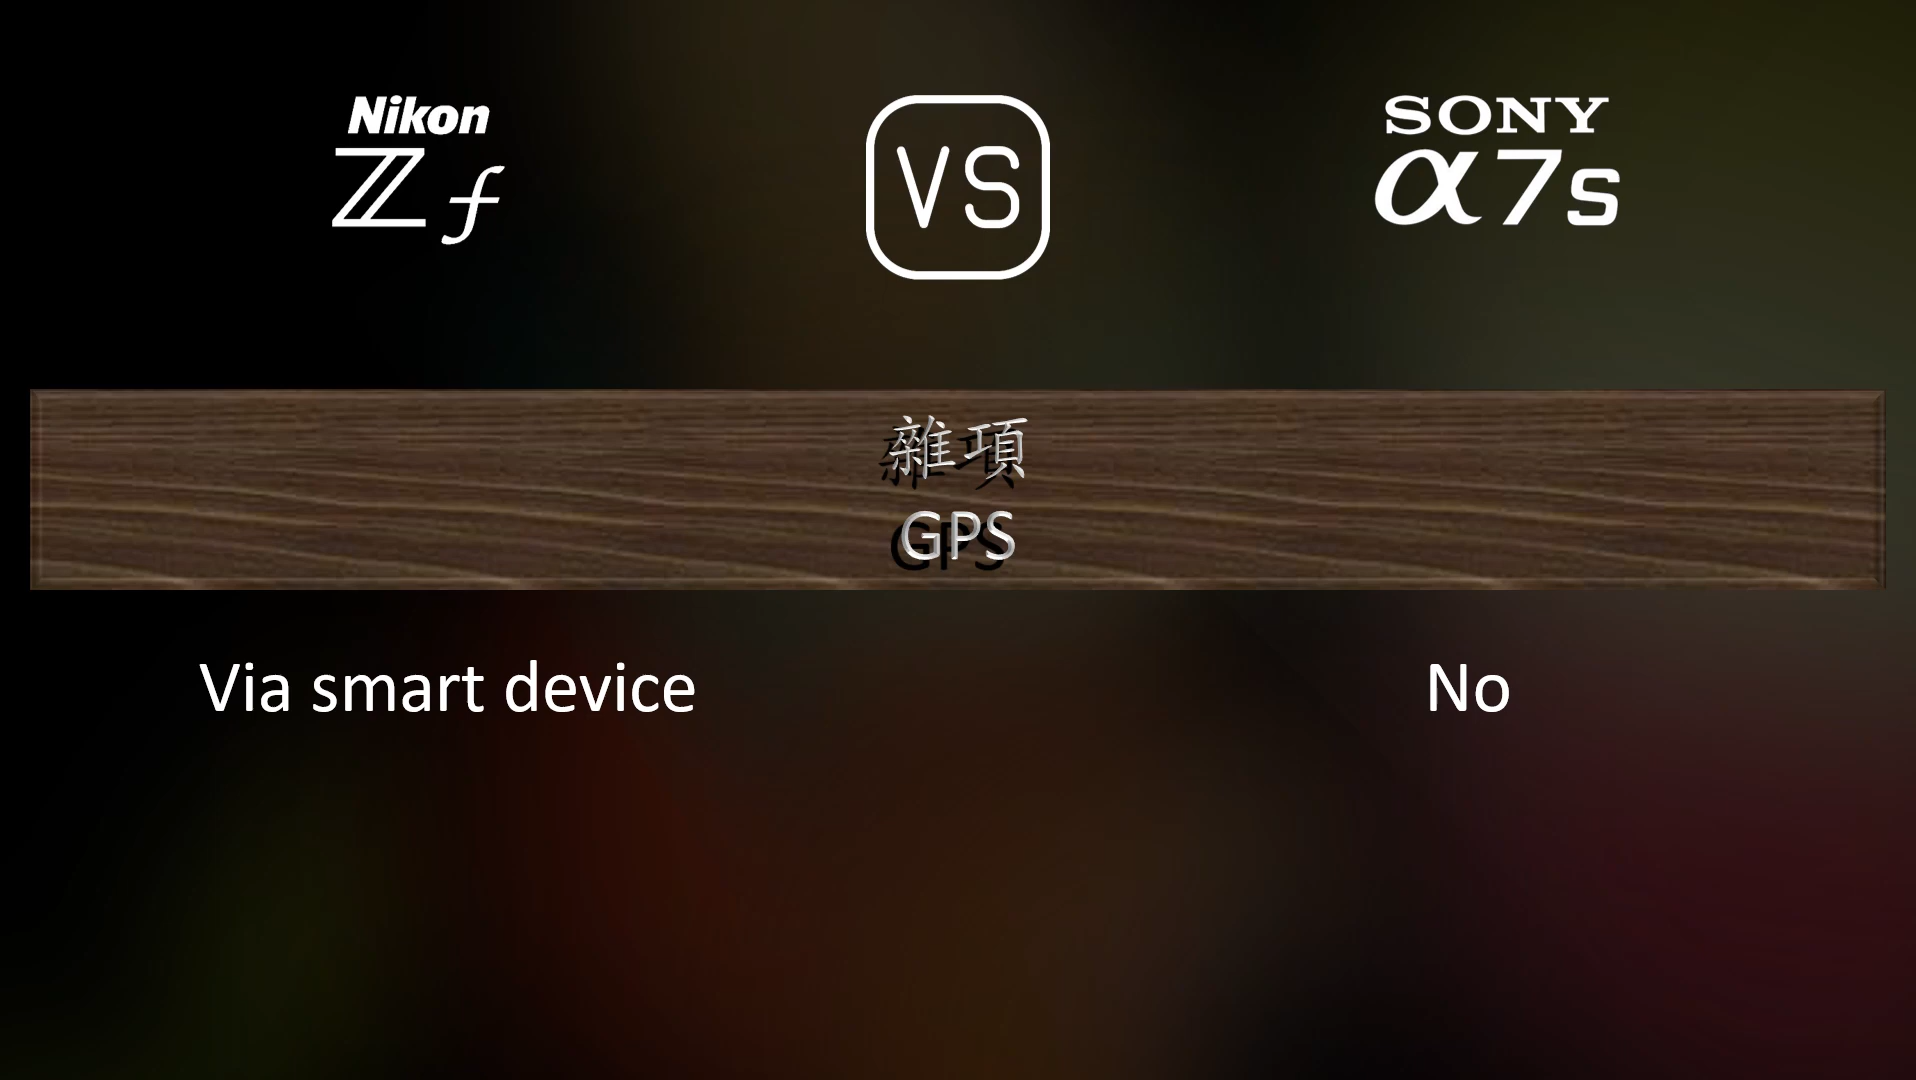 Nikon
Z f
VS
SONY
α7s
雜項
GPS
Via smart device
No